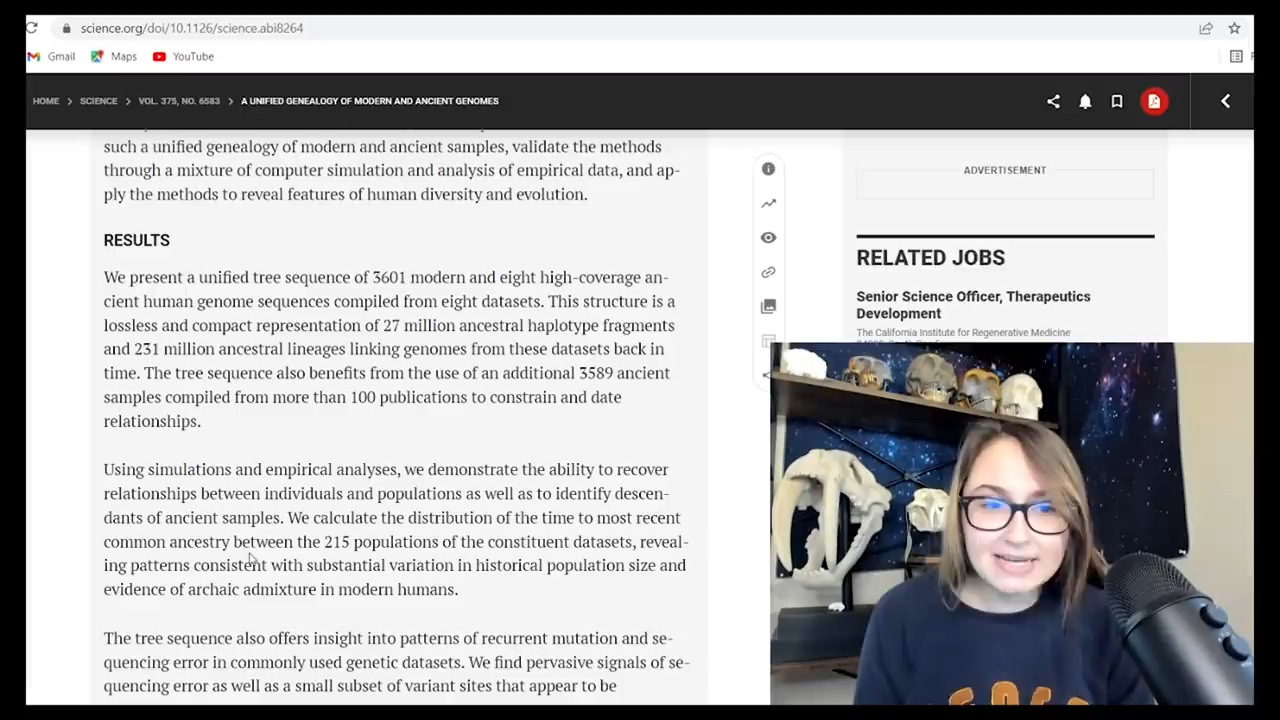 science.org/doi/10.1126/science.abi8264
Gmail
Maps
YouTube
HOME > SCIENCE > VOL. 375, NO. 6583 > A UNIFIED GENEALOGY OF MODERN AND ANCIENT GENOMES
such a unified genealogy of modern and ancient samples, validate the methods
through a mixture of computer simulation and analysis of empirical data, and ap-
ply the methods to reveal features of human diversity and evolution.
RESULTS
We present a unified tree sequence of 3601 modern and eight high-coverage an-
cient human genome sequences compiled from eight datasets. This structure is a
lossless and compact representation of 27 million ancestral haplotype fragments
and 231 million ancestral lineages linking genomes from these datasets back in
time. The tree sequence also benefits from the use of an additional 3589 ancient
samples compiled from more than 100 publications to constrain and date
relationships.
Using simulations and empirical analyses, we demonstrate the ability to recover
relationships between individuals and populations as well as to identify descen-
dants of ancient samples. We calculate the distribution of the time to most recent
common ancestry between the 215 populations of the constituent datasets, reveal-
ing patterns consistent with substantial variation in historical population size and
evidence of archaic admixture in modern humans.
The tree sequence also offers insight into patterns of recurrent mutation and se-
quencing error in commonly used genetic datasets. We find pervasive signals of se-
quencing error as well as a small subset of variant sites that appear to be
ADVERTISEMENT
RELATED JOBS
Senior Science Officer, Therapeutics
Development
The California Institute for Regenerative Medicine